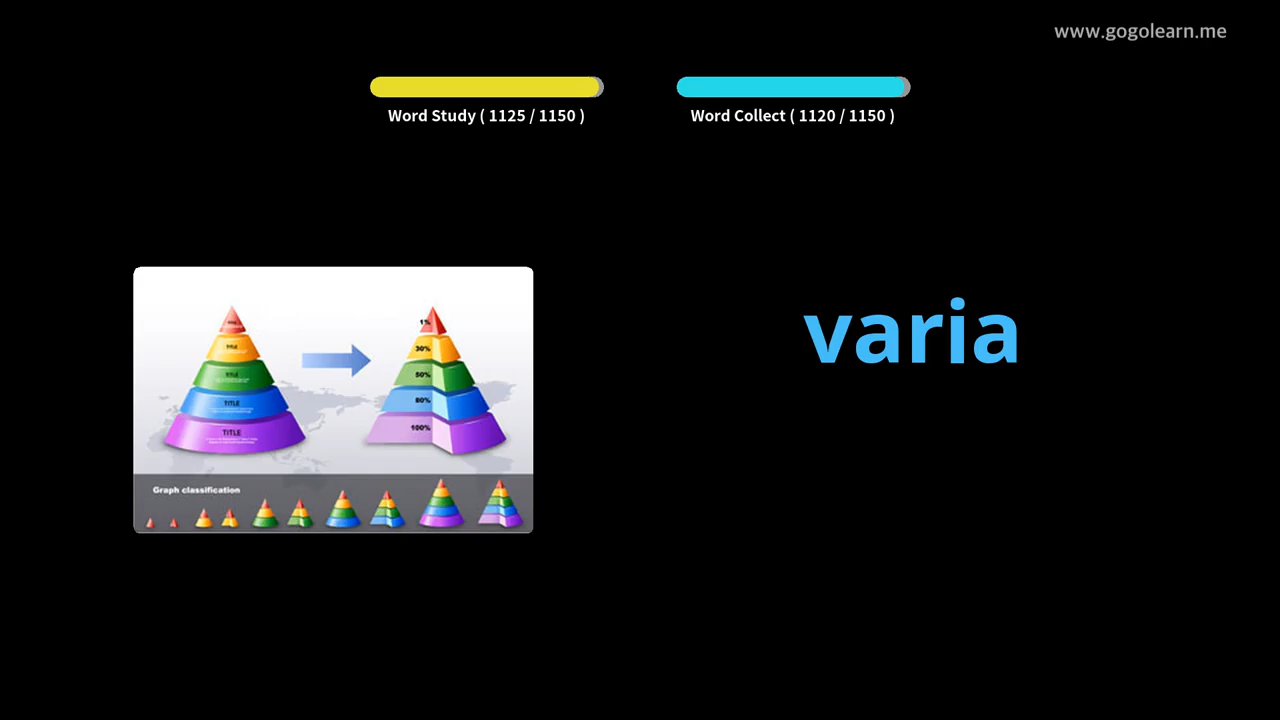 www.gogolearn.me
Word Study ( 1125 / 1150 )
Word Collect ( 1120 / 1150 )
varia
TITLE
TITLE
TITLE
TITLE
1%
30%
50%
80%
100%
Graph classification